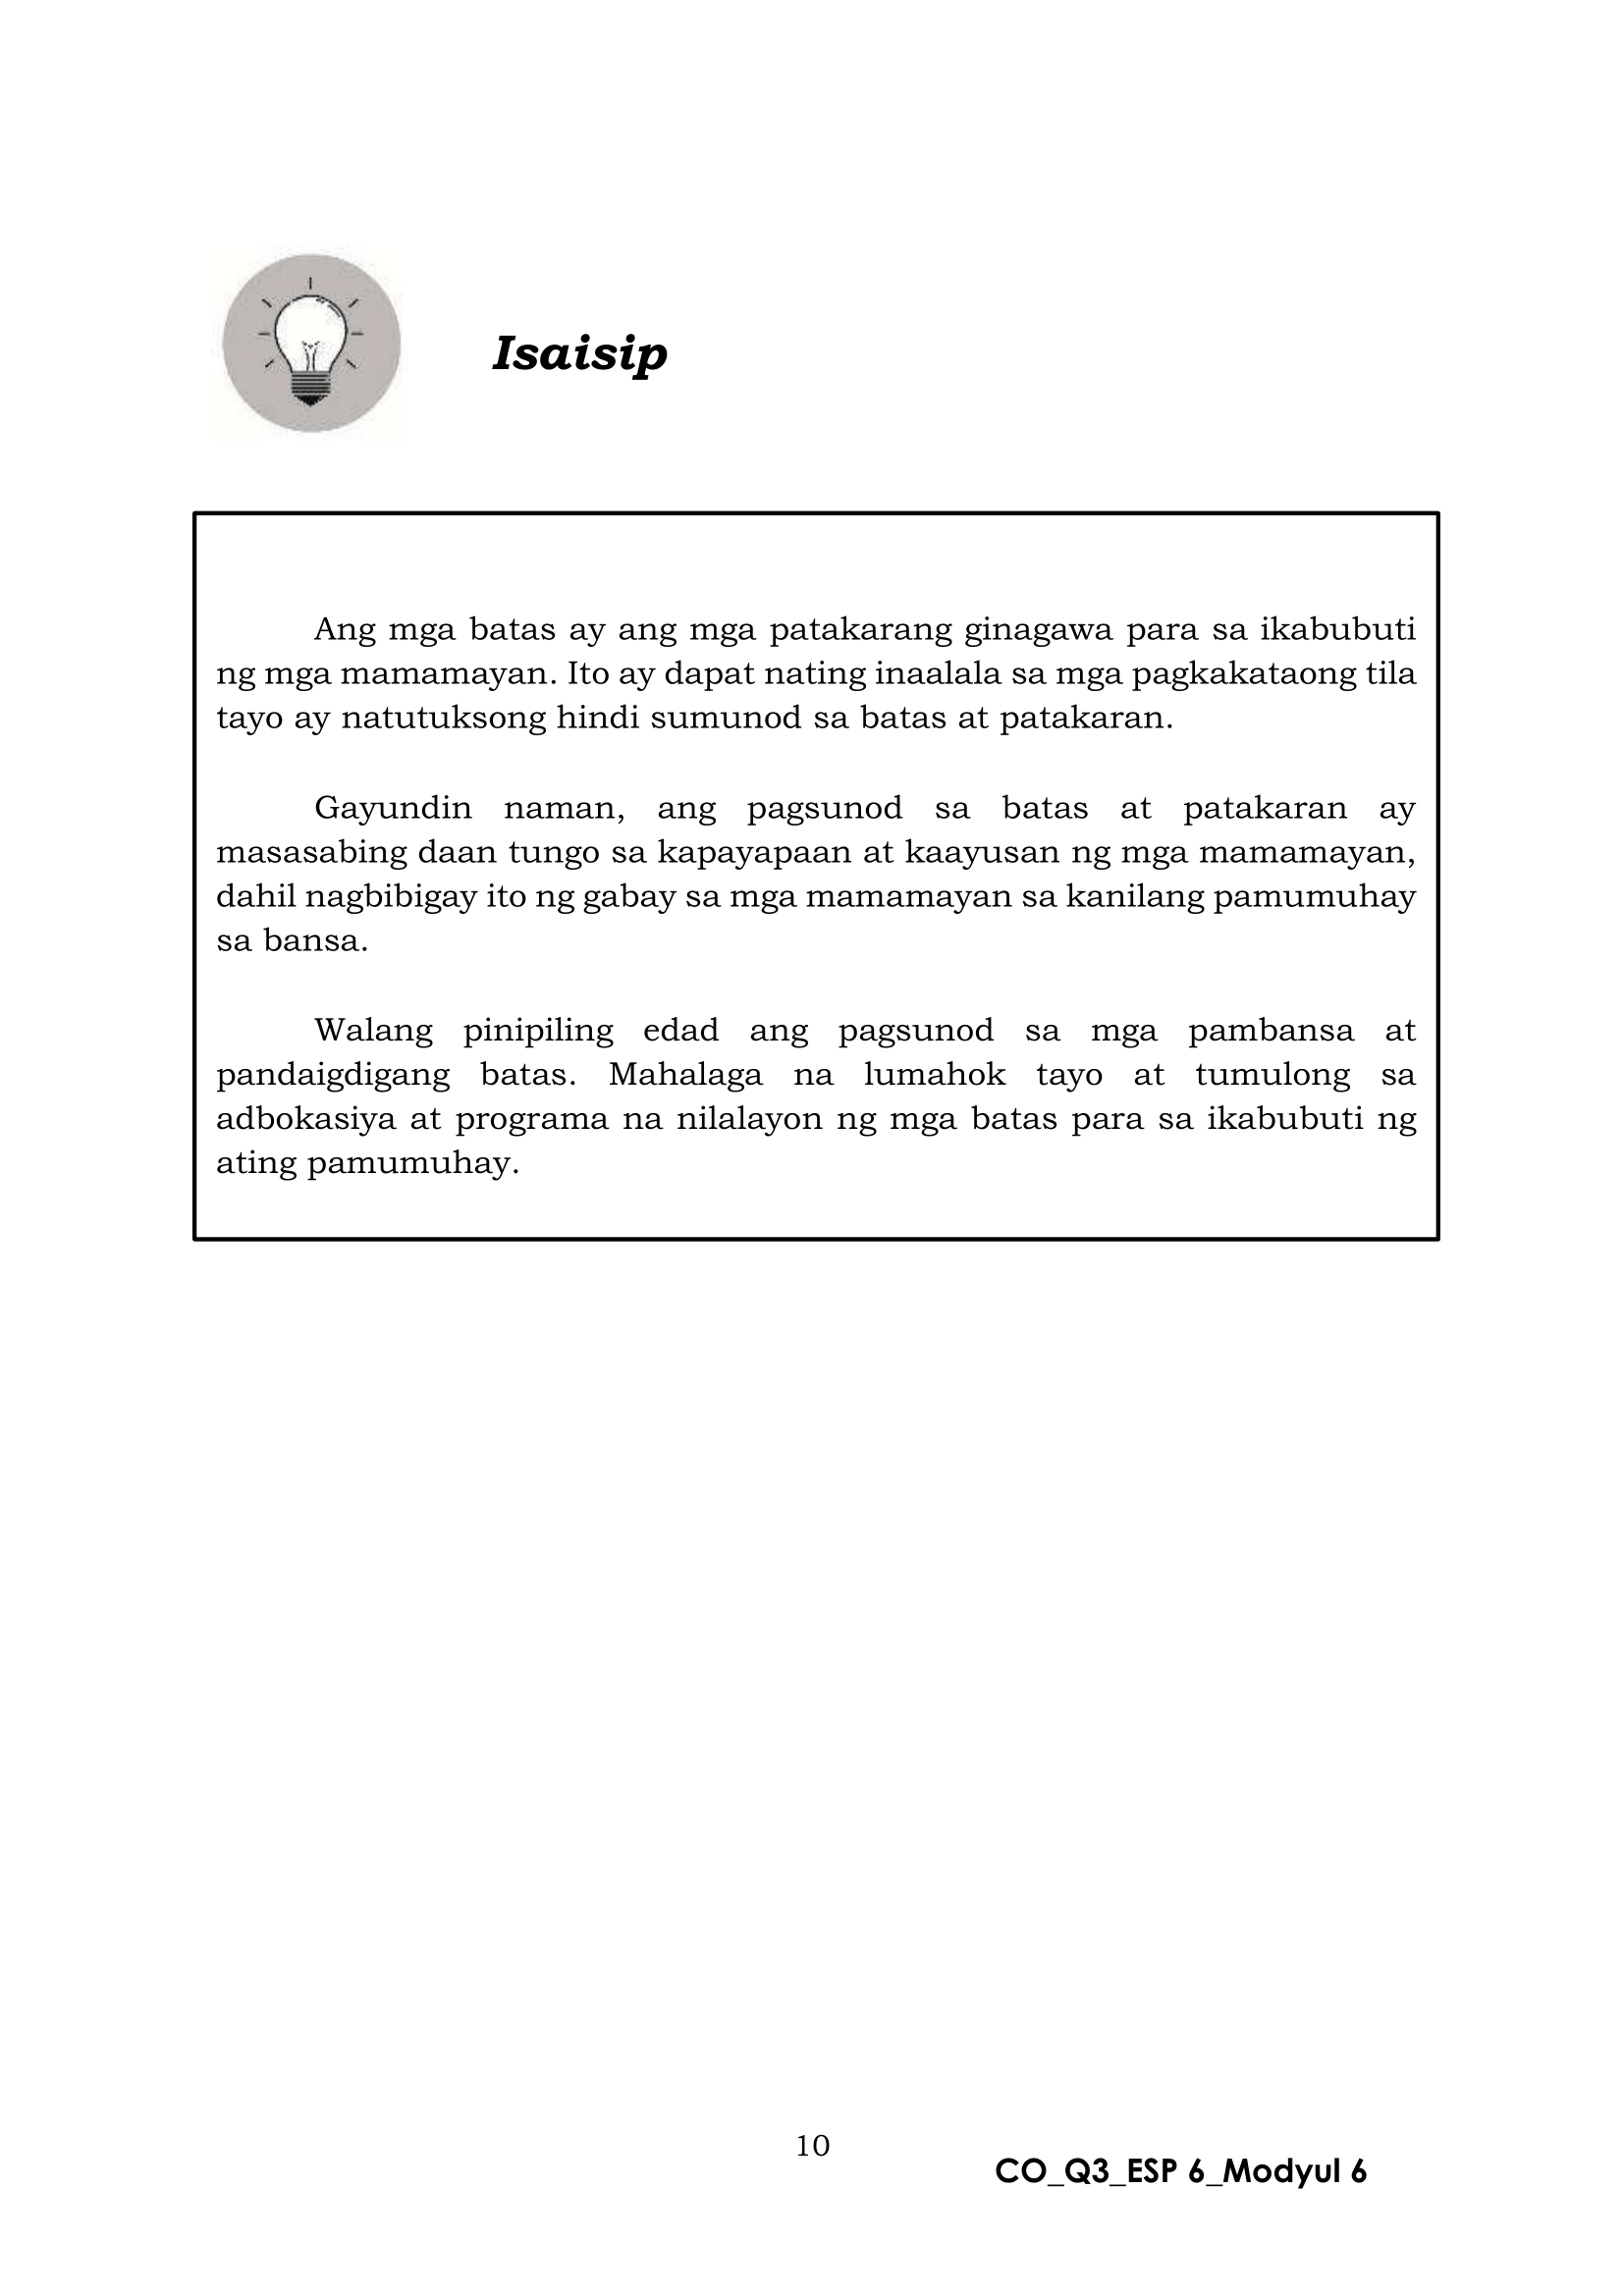 Isaisip
Ang mga batas ay ang mga patakarang ginagawa para sa ikabubuti
ng mga mamamayan. Ito ay dapat nating inaalala sa mga pagkakataong tila
tayo ay natutuksong hindi sumunod sa batas at patakaran.
Gayundin naman, ang pagsunod sa batas at patakaran ay
masasabing daan tungo sa kapayapaan at kaayusan ng mga mamamayan,
dahil nagbibigay ito ng gabay sa mga mamamayan sa kanilang pamumuhay
sa bansa.
Walang pinipiling edad ang pagsunod sa mga pambansa at
pandaigdigang batas. Mahalaga na lumahok tayo at tumulong sa
adbokasiya at programa na nilalayon ng mga batas para sa ikabubuti ng
ating pamumuhay.
10
CO_Q3_ESP 6_Modyul 6